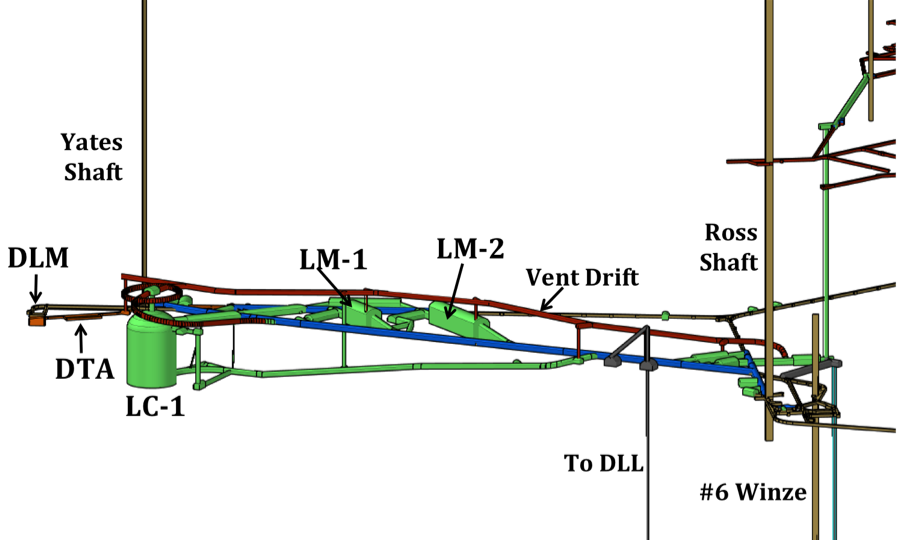 Yates
Shaft
DLM
LM-1
LM-2
Vent Drift
Ross
Shaft
DTA
LC-1
To DLL
#6 Winze